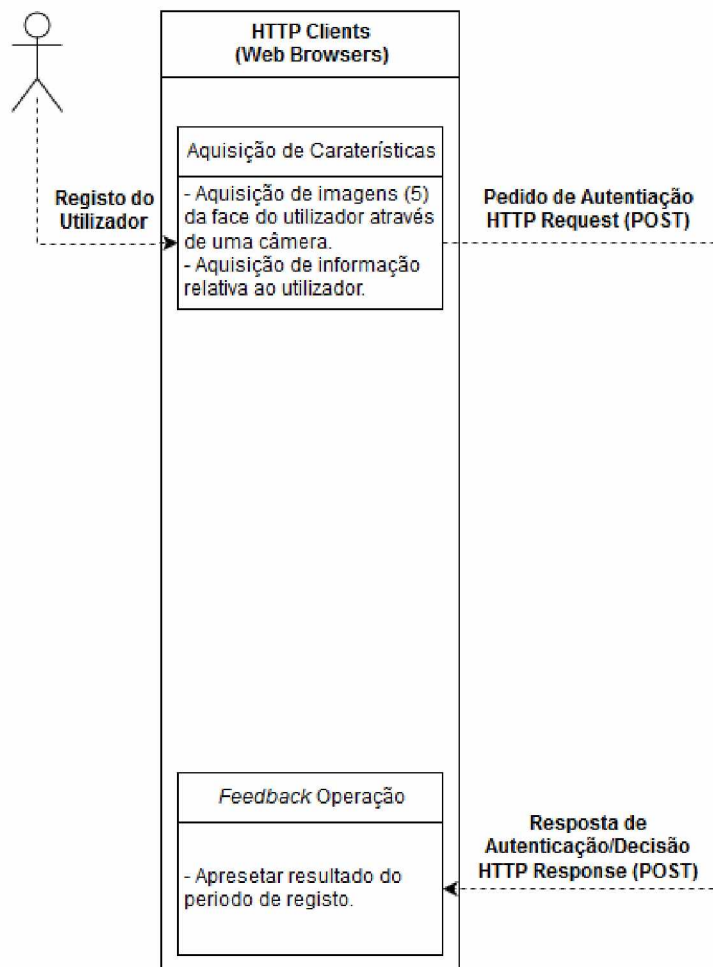 HTTP Clients
(Web Browsers)
Aquisição de Caraterísticas
- Aquisição de imagens (5)
da face do utilizador através
de uma câmera.
- Aquisição de informação
relativa ao utilizador.
Registo do
Utilizador
Pedido de Autentiação
HTTP Request (POST)
Feedback Operação
- Apresetar resultado do
periodo de registo.
Resposta de
Autenticação/Decisão
HTTP Response (POST)